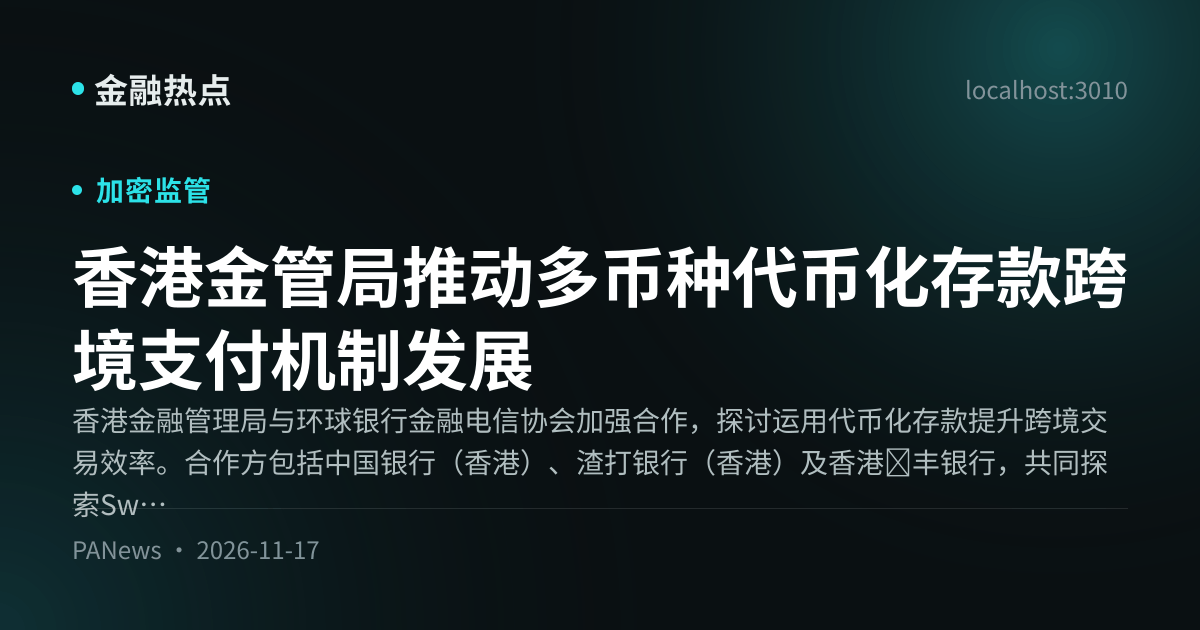 金融热点
localhost:3010
加密监管
香港金管局推动多币种代币化存款跨
境支付机制发展
香港金融管理局与环球银行金融电信协会加强合作，探讨运用代币化存款提升跨境交
易效率。合作方包括中国银行（香港）、渣打银行（香港）及香港丰银行，共同探
索Sw…
PANews • 2026-11-17